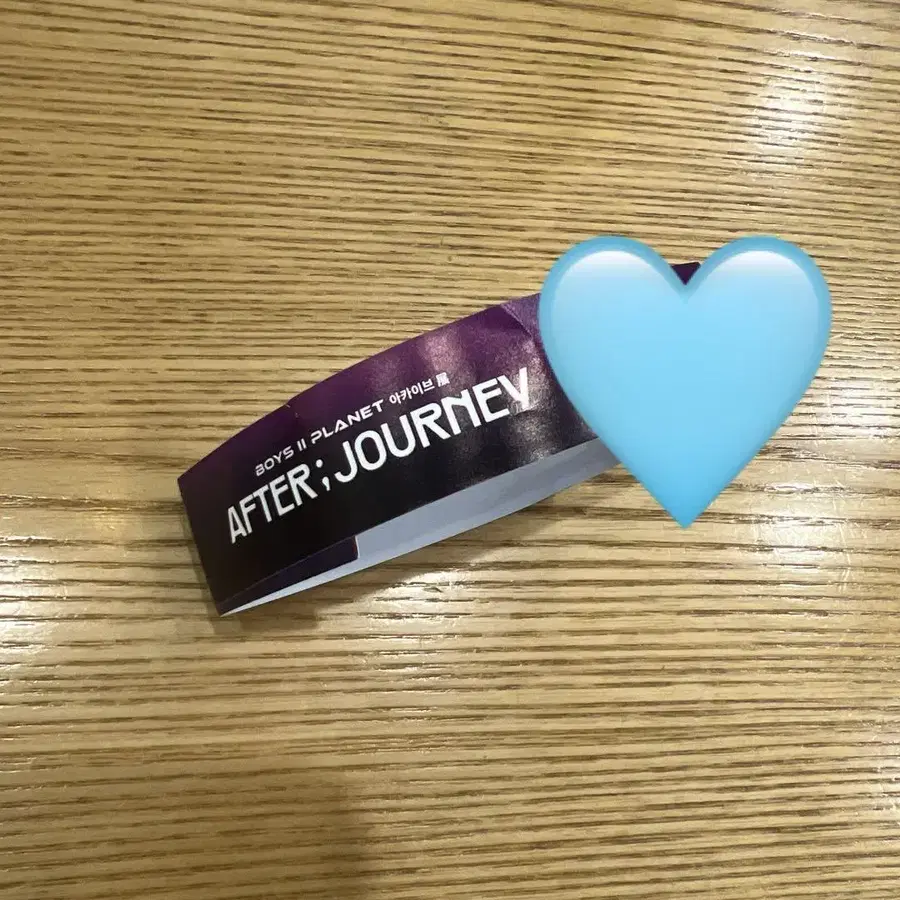 BOYS II PLANET 아카이브 展
AFTER ; JOURNEY